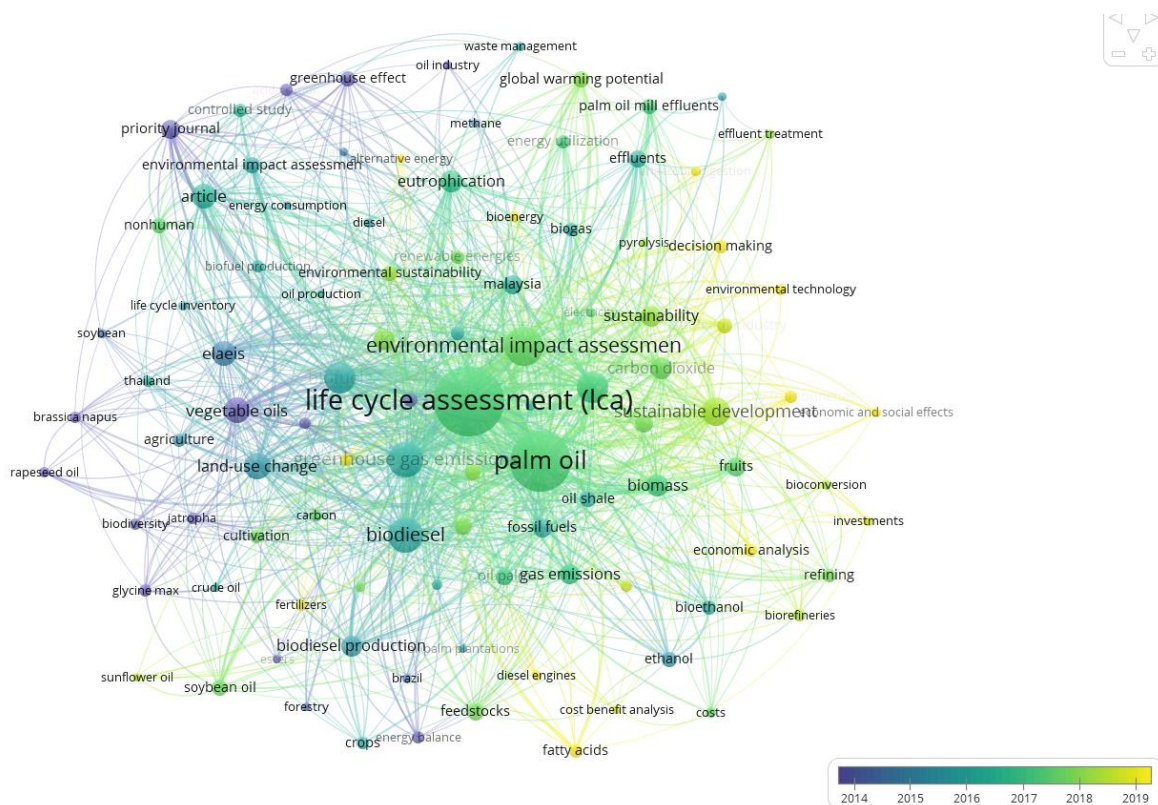 waste management
oil industry
greenhouse effect
global warming potential
controlled study
palm oil mill effluents
priority journal
methane
energy utilization
effluent treatment
environmental impact assessmen
alternative energy
effluents
eutrophication
article
energy consumption
bioenergy
diesel
nonhuman
biogas
pyrolysis
decision making
renewable energies
biofuel production
environmental sustainability
malaysia
oil production
environmental technology
life cycle inventory
electricity
sustainability
soybean
elaeis
environmental impact assessmen
carbon dioxide
thailand
life cycle assessment (lca)
vegetable oils
sustainable development
economic and social effects
brassica napus
agriculture
greenhouse gas emission
palm oil
land-use change
fruits
rapeseed oil
biomass
bioconversion
oil shale
biodiversity
jatropha
carbon
fossil fuels
investments
cultivation
biodiesel
economic analysis
oil pal
gas emissions
refining
glycine max
crude oil
fertilizers
bioethanol
biorefineries
biodiesel production
palm plantations
esters
ethanol
sunflower oil
soybean oil
brazil
diesel engines
forestry
feedstocks
cost benefit analysis
costs
crops
energy balance
fatty acids
2014 2015 2016 2017 2018 2019